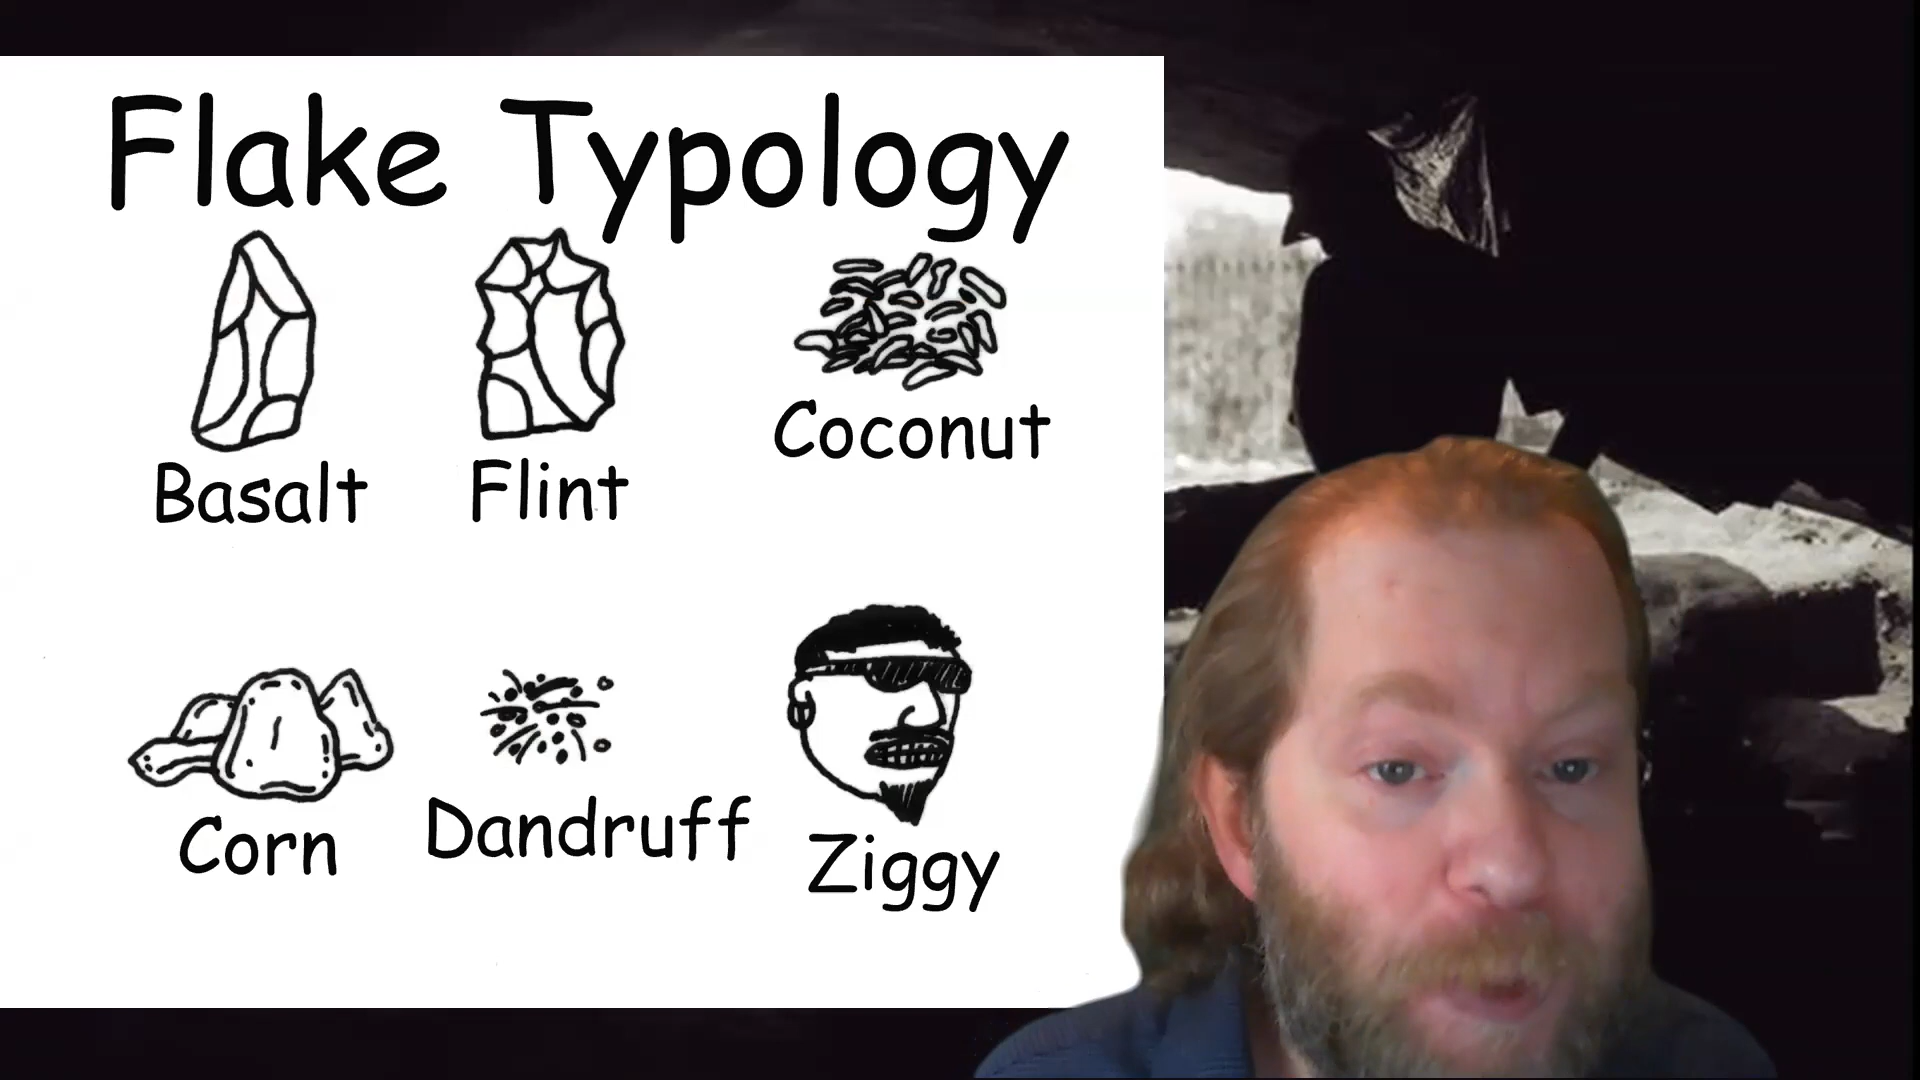 Flake Typology
Basalt
Flint
Coconut
Corn
Dandruff
Ziggy